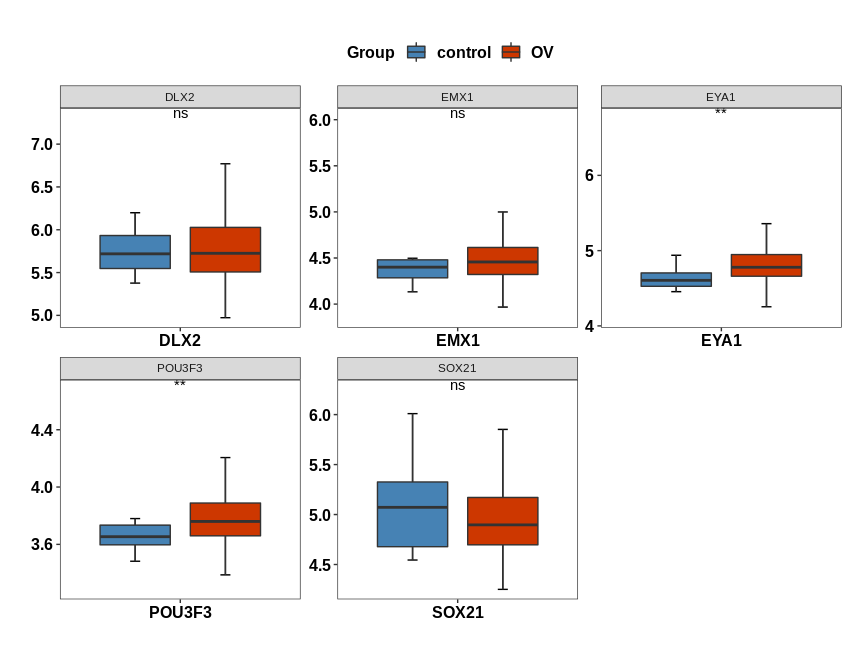 Group control OV
DLX2 EMX1 EYA1
ns ns **
7.0
6.5
6.0
5.5
5.0
6.0
5.5
5.0
4.5
4.0
6
5
4
DLX2 EMX1 EYA1
POU3F3 SOX21
** ns
4.4
4.0
3.6
6.0
5.5
5.0
4.5
POU3F3 SOX21